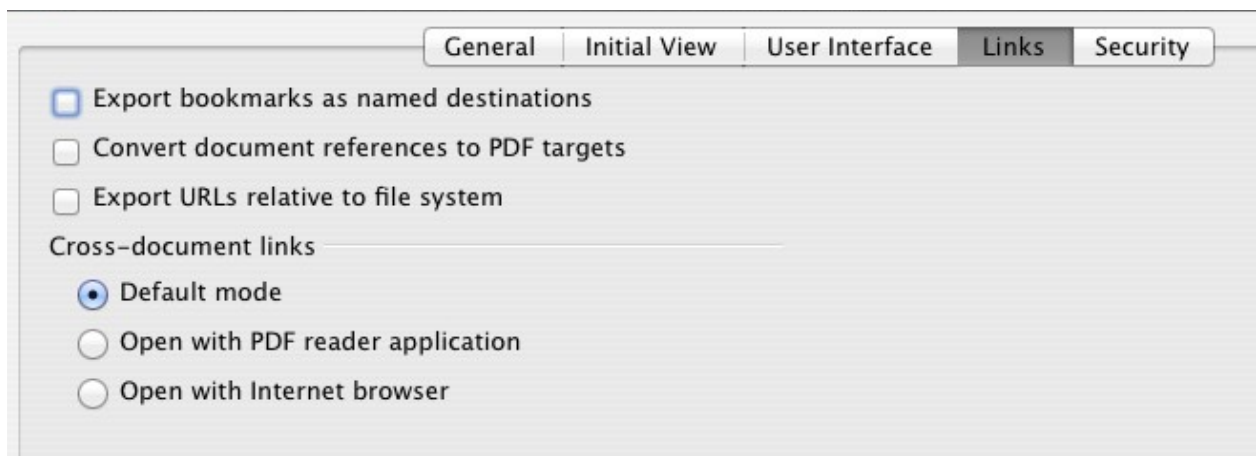 General Initial View User Interface Links Security
Export bookmarks as named destinations
Convert document references to PDF targets
Export URLs relative to file system
Cross-document links
Default mode
Open with PDF reader application
Open with Internet browser